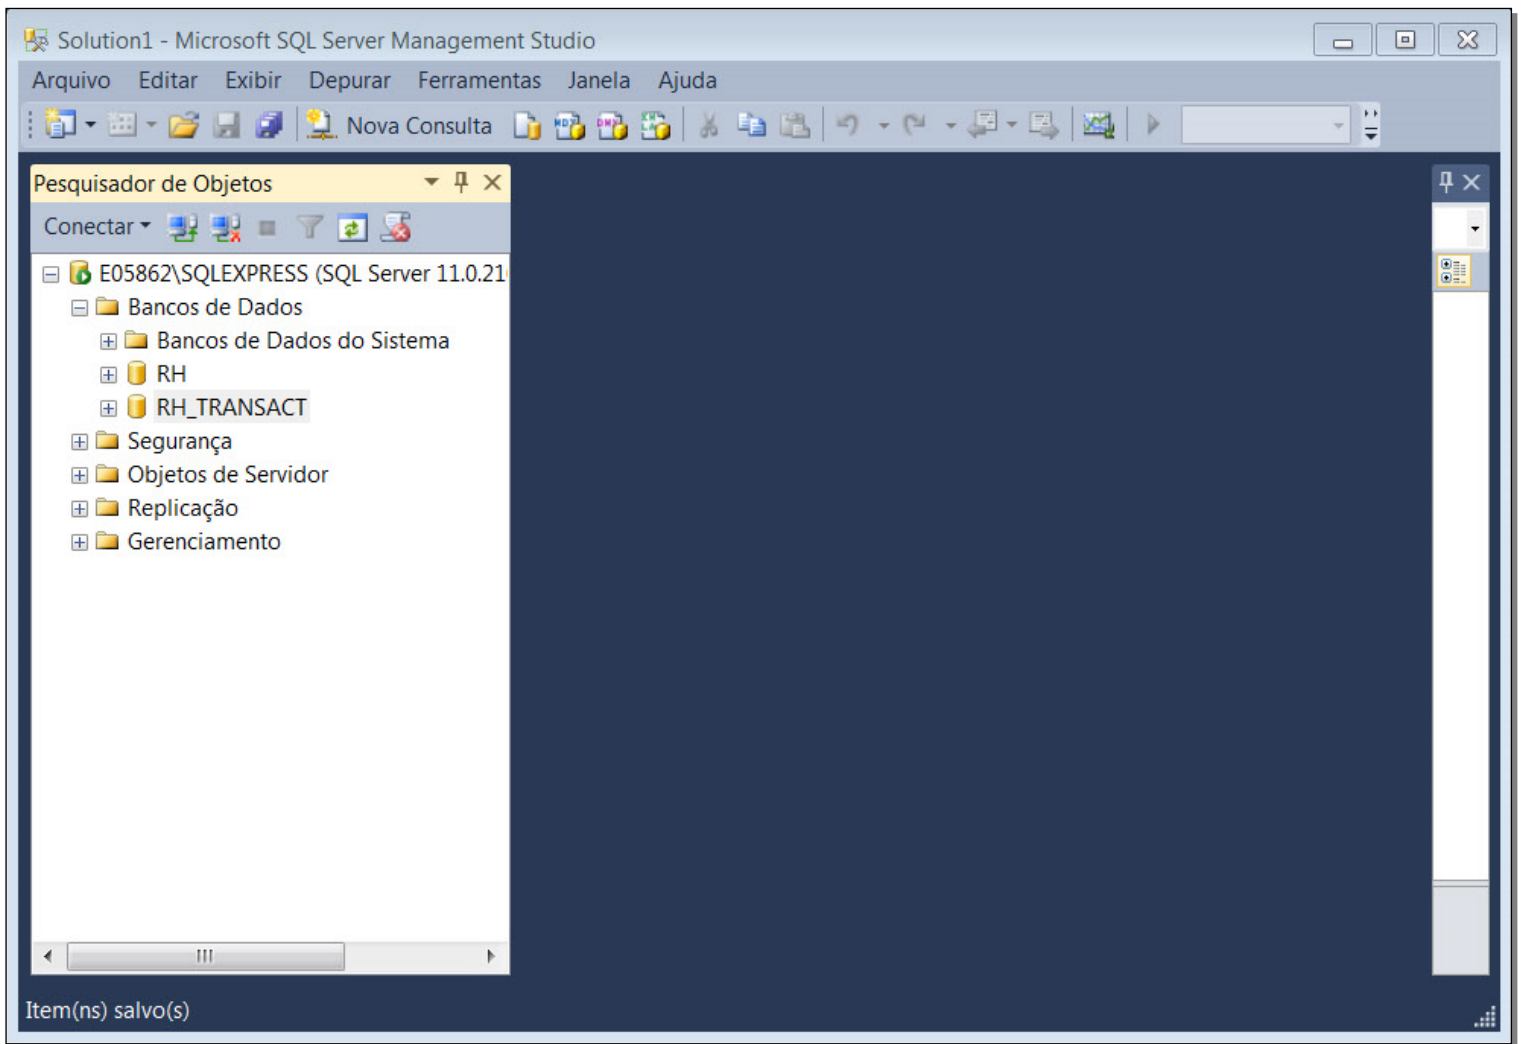 Solution1 - Microsoft SQL Server Management Studio
Arquivo Editar Exibir Depurar Ferramentas Janela Ajuda
Nova Consulta
Pesquisador de Objetos
Conectar
E05862\SQLEXPRESS (SQL Server 11.0.21
Bancos de Dados
Bancos de Dados do Sistema
RH
RH_TRANSACT
Segurança
Objetos de Servidor
Replicação
Gerenciamento
Item(ns) salvo(s)